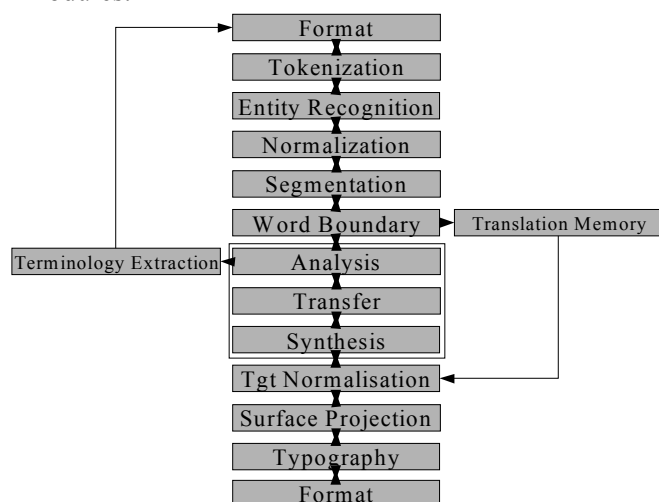 Format
Tokenization
Entity Recognition
Normalization
Segmentation
Word Boundary
Translation Memory
Terminology Extraction
Analysis
Transfer
Synthesis
Tgt Normalisation
Surface Projection
Typography
Format